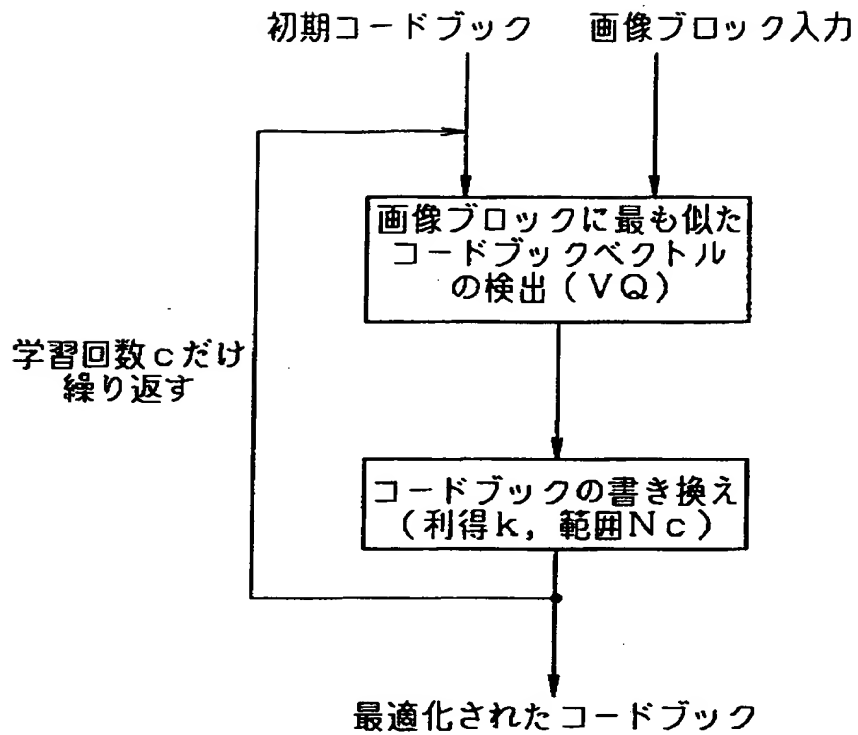 初期コードブック
画像ブロック入力
画像ブロックに最も似た
コードブックベクトル
の検出(VQ)
学習回数cだけ
繰り返す
コードブックの書き換え
(利得k, 範囲Nc)
最適化されたコードブック